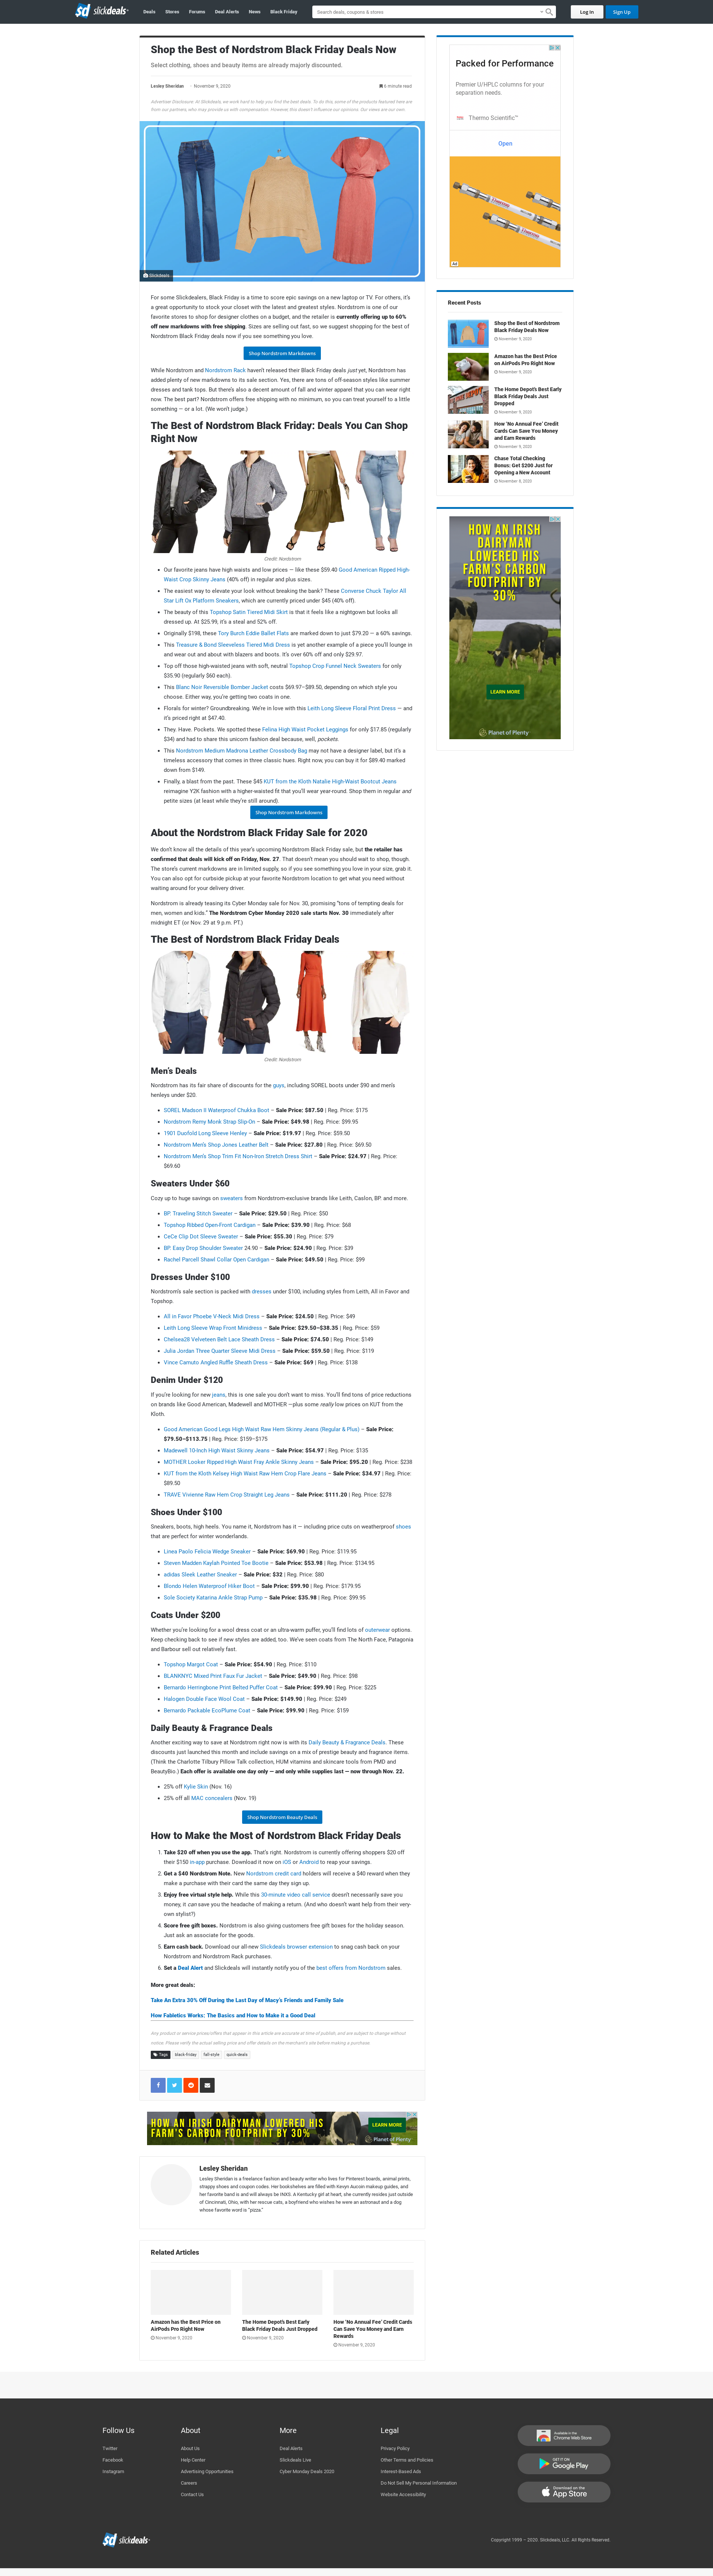 slickdeals
Deals
Stores
Forums
Deal Alerts
News
Black Friday
Search deals, coupons & stores
Log In
Sign Up
Shop the Best of Nordstrom Black Friday Deals Now
Select clothing, shoes and beauty items are already majorly discounted.
Lesley Sheridan · November 9, 2020
6 minute read
Advertiser Disclosure: At Slickdeals, we work hard to help you find the best deals. To do this, some of the products featured here are
from our partners, who may provide us with compensation. However, this doesn't influence our opinions. Our views are our own.
Slickdeals
For some Slickdealers, Black Friday is a time to score epic savings on a new laptop or TV. For others, it's
a great opportunity to stock your closet with the latest and greatest styles. Nordstrom is one of our
favorite stores to shop for designer clothes on a budget, and the retailer is currently offering up to 60%
off new markdowns with free shipping. Sizes are selling out fast, so we suggest shopping for the best of
Nordstrom Black Friday deals now if you see something you love.
Shop Nordstrom Markdowns
While Nordstrom and Nordstrom Rack haven't released their Black Friday deals just yet, Nordstrom has
added plenty of new markdowns to its sale section. Yes, there are tons of off-season styles like summer
dresses and tank tops. But there's also a ton of fall and winter apparel that you can wear right now.
The best part? Nordstrom offers free shipping with no minimum, so you can treat yourself to a little
something — or a lot. (We won't judge.)
The Best of Nordstrom Black Friday: Deals You Can Shop
Right Now
Credit: Nordstrom
• Our favorite jeans have high waists and low prices — like these $59.40 Good American Ripped High-
Waist Crop Skinny Jeans (40% off) in regular and plus sizes.
• The easiest way to elevate your look without breaking the bank? These Converse Chuck Taylor All
Star Lift Ox Platform Sneakers, which are currently priced under $45 (40% off).
• The beauty of this Topshop Satin Tiered Midi Skirt is that it feels like a nightgown but looks all
dressed up. At $25.99, it's a steal and 52% off.
• Originally $198, these Tory Burch Eddie Ballet Flats are marked down to just $79.20 — a 60% savings.
• This Treasure & Bond Sleeveless Tiered Midi Dress is yet another example of a piece you'll lounge in
and wear out and about with blazers and boots. It's over 60% off and only $29.97.
• Top off those high-waisted jeans with soft, neutral Topshop Crop Funnel Neck Sweaters for only
$35.90 (regularly $60 each).
• This Blanc Noir Reversible Bomber Jacket costs $69.97–$89.50, depending on which style you
choose. Either way, you're getting two coats in one.
• Florals for winter? Groundbreaking. We're in love with this Leith Long Sleeve Floral Print Dress — and
it's priced right at $47.40.
• They. Have. Pockets. We spotted these Felina High Waist Pocket Leggings for only $17.85 (regularly
$34) and had to share this unicorn fashion deal because, well, pockets.
• This Nordstrom Medium Madrona Leather Crossbody Bag may not have a designer label, but it's a
timeless accessory that comes in three classic hues. Right now, you can buy it for $89.40 marked
down from $149.
• Finally, a blast from the past. These $45 KUT from the Kloth Natalie High-Waist Bootcut Jeans
reimagine Y2K fashion with a higher-waisted fit that you'll wear year-round. Shop them in regular and
petite sizes (at least while they're still around).
Shop Nordstrom Markdowns
About the Nordstrom Black Friday Sale for 2020
We don't know all the details of this year's upcoming Nordstrom Black Friday sale, but the retailer has
confirmed that deals will kick off on Friday, Nov. 27. That doesn't mean you should wait to shop, though.
The store's current markdowns are in limited supply, so if you see something you love in your size, grab it.
You can also opt for curbside pickup at your favorite Nordstrom location to get what you need without
waiting around for your delivery driver.
Nordstrom is already teasing its Cyber Monday sale for Nov. 30, promising "tons of tempting deals for
men, women and kids." The Nordstrom Cyber Monday 2020 sale starts Nov. 30 immediately after
midnight ET (or Nov. 29 at 9 p.m. PT.)
The Best of Nordstrom Black Friday Deals
Credit: Nordstrom
Men's Deals
Nordstrom has its fair share of discounts for the guys, including SOREL boots under $90 and men's
henleys under $20.
• SOREL Madson II Waterproof Chukka Boot – Sale Price: $87.50 | Reg. Price: $175
• Nordstrom Remy Monk Strap Slip-On – Sale Price: $49.98 | Reg. Price: $99.95
• 1901 Duofold Long Sleeve Henley – Sale Price: $19.97 | Reg. Price: $59.50
• Nordstrom Men's Shop Jones Leather Belt – Sale Price: $27.80 | Reg. Price: $69.50
• Nordstrom Men's Shop Trim Fit Non-Iron Stretch Dress Shirt – Sale Price: $24.97 | Reg. Price:
$69.60
Sweaters Under $60
Cozy up to huge savings on sweaters from Nordstrom-exclusive brands like Leith, Caslon, BP. and more.
• BP. Traveling Stitch Sweater – Sale Price: $29.50 | Reg. Price: $50
• Topshop Ribbed Open-Front Cardigan – Sale Price: $39.90 | Reg. Price: $68
• CeCe Clip Dot Sleeve Sweater – Sale Price: $55.30 | Reg. Price: $79
• BP. Easy Drop Shoulder Sweater 24.90 – Sale Price: $24.90 | Reg. Price: $39
• Rachel Parcell Shawl Collar Open Cardigan – Sale Price: $49.50 | Reg. Price: $99
Dresses Under $100
Nordstrom's sale section is packed with dresses under $100, including styles from Leith, All in Favor and
Topshop.
• All in Favor Phoebe V-Neck Midi Dress – Sale Price: $24.50 | Reg. Price: $49
• Leith Long Sleeve Wrap Front Minidress – Sale Price: $29.50–$38.35 | Reg. Price: $59
• Chelsea28 Velveteen Belt Lace Sheath Dress – Sale Price: $74.50 | Reg. Price: $149
• Julia Jordan Three Quarter Sleeve Midi Dress – Sale Price: $59.50 | Reg. Price: $119
• Vince Camuto Angled Ruffle Sheath Dress – Sale Price: $69 | Reg. Price: $138
Denim Under $120
If you're looking for new jeans, this is one sale you don't want to miss. You'll find tons of price reductions
on brands like Good American, Madewell and MOTHER —plus some really low prices on KUT from the
Kloth.
• Good American Good Legs High Waist Raw Hem Skinny Jeans (Regular & Plus) – Sale Price:
$79.50–$113.75 | Reg. Price: $159–$175
• Madewell 10-Inch High Waist Skinny Jeans – Sale Price: $54.97 | Reg. Price: $135
• MOTHER Looker Ripped High Waist Fray Ankle Skinny Jeans – Sale Price: $95.20 | Reg. Price: $238
• KUT from the Kloth Kelsey High Waist Raw Hem Crop Flare Jeans – Sale Price: $34.97 | Reg. Price:
$89.50
• TRAVE Vivienne Raw Hem Crop Straight Leg Jeans – Sale Price: $111.20 | Reg. Price: $278
Shoes Under $100
Sneakers, boots, high heels. You name it, Nordstrom has it — including price cuts on weatherproof shoes
that are perfect for winter wonderlands.
• Linea Paolo Felicia Wedge Sneaker – Sale Price: $69.90 | Reg. Price: $119.95
• Steven Madden Kaylah Pointed Toe Bootie – Sale Price: $53.98 | Reg. Price: $134.95
• adidas Sleek Leather Sneaker – Sale Price: $32 | Reg. Price: $80
• Blondo Helen Waterproof Hiker Boot – Sale Price: $99.90 | Reg. Price: $179.95
• Sole Society Katarina Ankle Strap Pump – Sale Price: $35.98 | Reg. Price: $99.95
Coats Under $200
Whether you're looking for a wool dress coat or an ultra-warm puffer, you'll find lots of outerwear options.
Keep checking back to see if new styles are added, too. We've seen coats from The North Face, Patagonia
and Barbour sell out relatively fast.
• Topshop Margot Coat – Sale Price: $54.90 | Reg. Price: $110
• BLANKNYC Mixed Print Faux Fur Jacket – Sale Price: $49.90 | Reg. Price: $98
• Bernardo Herringbone Print Belted Puffer Coat – Sale Price: $99.90 | Reg. Price: $225
• Halogen Double Face Wool Coat – Sale Price: $149.90 | Reg. Price: $249
• Bernardo Packable EcoPlume Coat – Sale Price: $99.90 | Reg. Price: $159
Daily Beauty & Fragrance Deals
Another exciting way to save at Nordstrom right now is with its Daily Beauty & Fragrance Deals. These
discounts just launched this month and include savings on a mix of prestige beauty and fragrance items.
(Think the Charlotte Tilbury Pillow Talk collection, HUM vitamins and skincare tools from PMD and
BeautyBio.) Each offer is available one day only — and only while supplies last — now through Nov. 22.
• 25% off Kylie Skin (Nov. 16)
• 25% off all MAC concealers (Nov. 19)
Shop Nordstrom Beauty Deals
How to Make the Most of Nordstrom Black Friday Deals
1. Take $20 off when you use the app. That's right. Nordstrom is currently offering shoppers $20 off
their $150 in-app purchase. Download it now on iOS or Android to reap your savings.
2. Get a $40 Nordstrom Note. New Nordstrom credit card holders will receive a $40 reward when they
make a purchase with their card the same day they sign up.
3. Enjoy free virtual style help. While this 30-minute video call service doesn't necessarily save you
money, it can save you the headache of making a return. (And who doesn't want help from their very-
own stylist?)
4. Score free gift boxes. Nordstrom is also giving customers free gift boxes for the holiday season.
Just ask an associate for the goods.
5. Earn cash back. Download our all-new Slickdeals browser extension to snag cash back on your
Nordstrom and Nordstrom Rack purchases.
6. Set a Deal Alert and Slickdeals will instantly notify you of the best offers from Nordstrom sales.
More great deals:
Take An Extra 30% Off During the Last Day of Macy's Friends and Family Sale
How Fabletics Works: The Basics and How to Make it a Good Deal
Any product or service prices/offers that appear in this article are accurate at time of publish, and are subject to change without
notice. Please verify the actual selling price and offer details on the merchant's site before making a purchase.
Tags
black-friday
fall-style
quick-deals
HOW AN IRISH DAIRYMAN LOWERED HIS
FARM'S CARBON FOOTPRINT BY 30%
LEARN MORE
Planet of Plenty
Lesley Sheridan
Lesley Sheridan is a freelance fashion and beauty writer who lives for Pinterest boards, animal prints,
strappy shoes and coupon codes. Her bookshelves are filled with Kevyn Aucoin makeup guides, and
her favorite band is and will always be INXS. A Kentucky girl at heart, she currently resides just outside
of Cincinnati, Ohio, with her rescue cats, a boyfriend who wishes he were an astronaut and a dog
whose favorite word is "pizza."
Related Articles
Amazon has the Best Price on
AirPods Pro Right Now
November 9, 2020
The Home Depot's Best Early
Black Friday Deals Just Dropped
November 9, 2020
How 'No Annual Fee' Credit Cards
Can Save You Money and Earn
Rewards
November 9, 2020
Packed for Performance
Premier U/HPLC columns for your
separation needs.
Thermo Scientific™
Open
Ad
Recent Posts
Shop the Best of Nordstrom
Black Friday Deals Now
November 9, 2020
Amazon has the Best Price
on AirPods Pro Right Now
November 9, 2020
The Home Depot's Best Early
Black Friday Deals Just
Dropped
November 9, 2020
How 'No Annual Fee' Credit
Cards Can Save You Money
and Earn Rewards
November 9, 2020
Chase Total Checking
Bonus: Get $200 Just for
Opening a New Account
November 8, 2020
HOW AN IRISH
DAIRYMAN
LOWERED HIS
FARM'S CARBON
FOOTPRINT BY
30%
LEARN MORE
Planet of Plenty
Follow Us
Twitter
Facebook
Instagram
About
About Us
Help Center
Advertising Opportunities
Careers
Contact Us
More
Deal Alerts
Slickdeals Live
Cyber Monday Deals 2020
Legal
Privacy Policy
Other Terms and Policies
Interest-Based Ads
Do Not Sell My Personal Information
Website Accessibility
Available in the
Chrome Web Store
GET IT ON
Google Play
Download on the
App Store
slickdeals
Copyright 1999 – 2020. Slickdeals, LLC. All Rights Reserved.